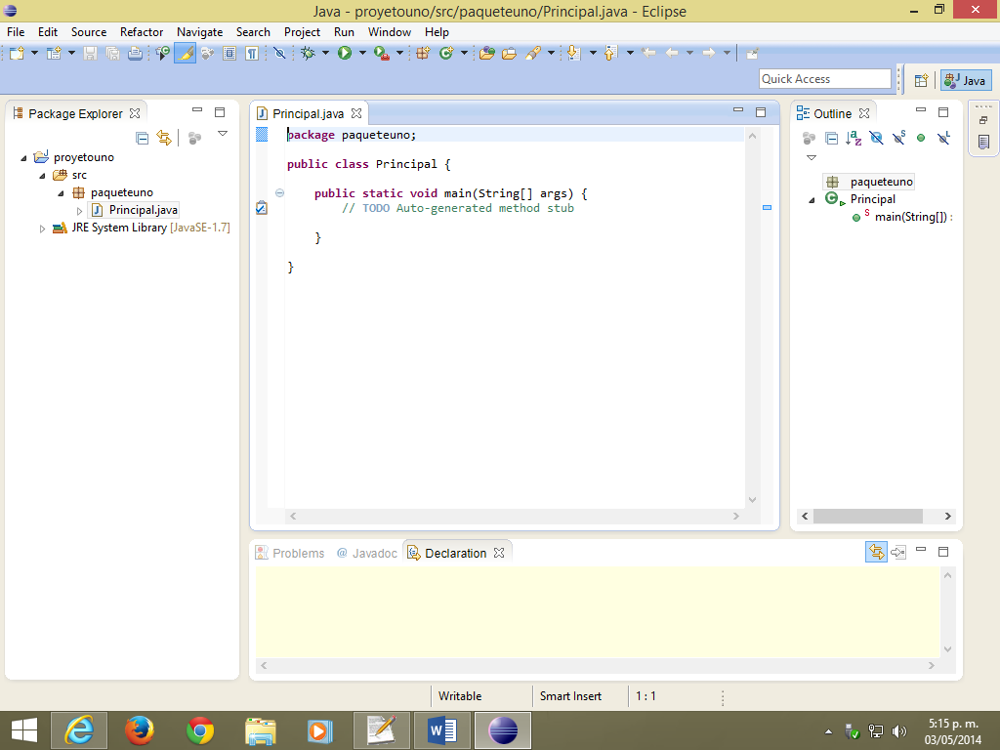 Java - proyetouno/src/paqueteuno/Principal.java - Eclipse
File Edit Source Refactor Navigate Search Project Run Window Help
Quick Access
Java
Package Explorer
proyetouno
src
paqueteuno
Principal.java
JRE System Library [JavaSE-1.7]
Principal.java
package paqueteuno;
public class Principal {
public static void main(String[] args) {
// TODO Auto-generated method stub
}
}
Outline
paqueteuno
Principal
main(String[]) :
Problems @ Javadoc Declaration
Writable Smart Insert 1 : 1
5:15 p. m.
03/05/2014